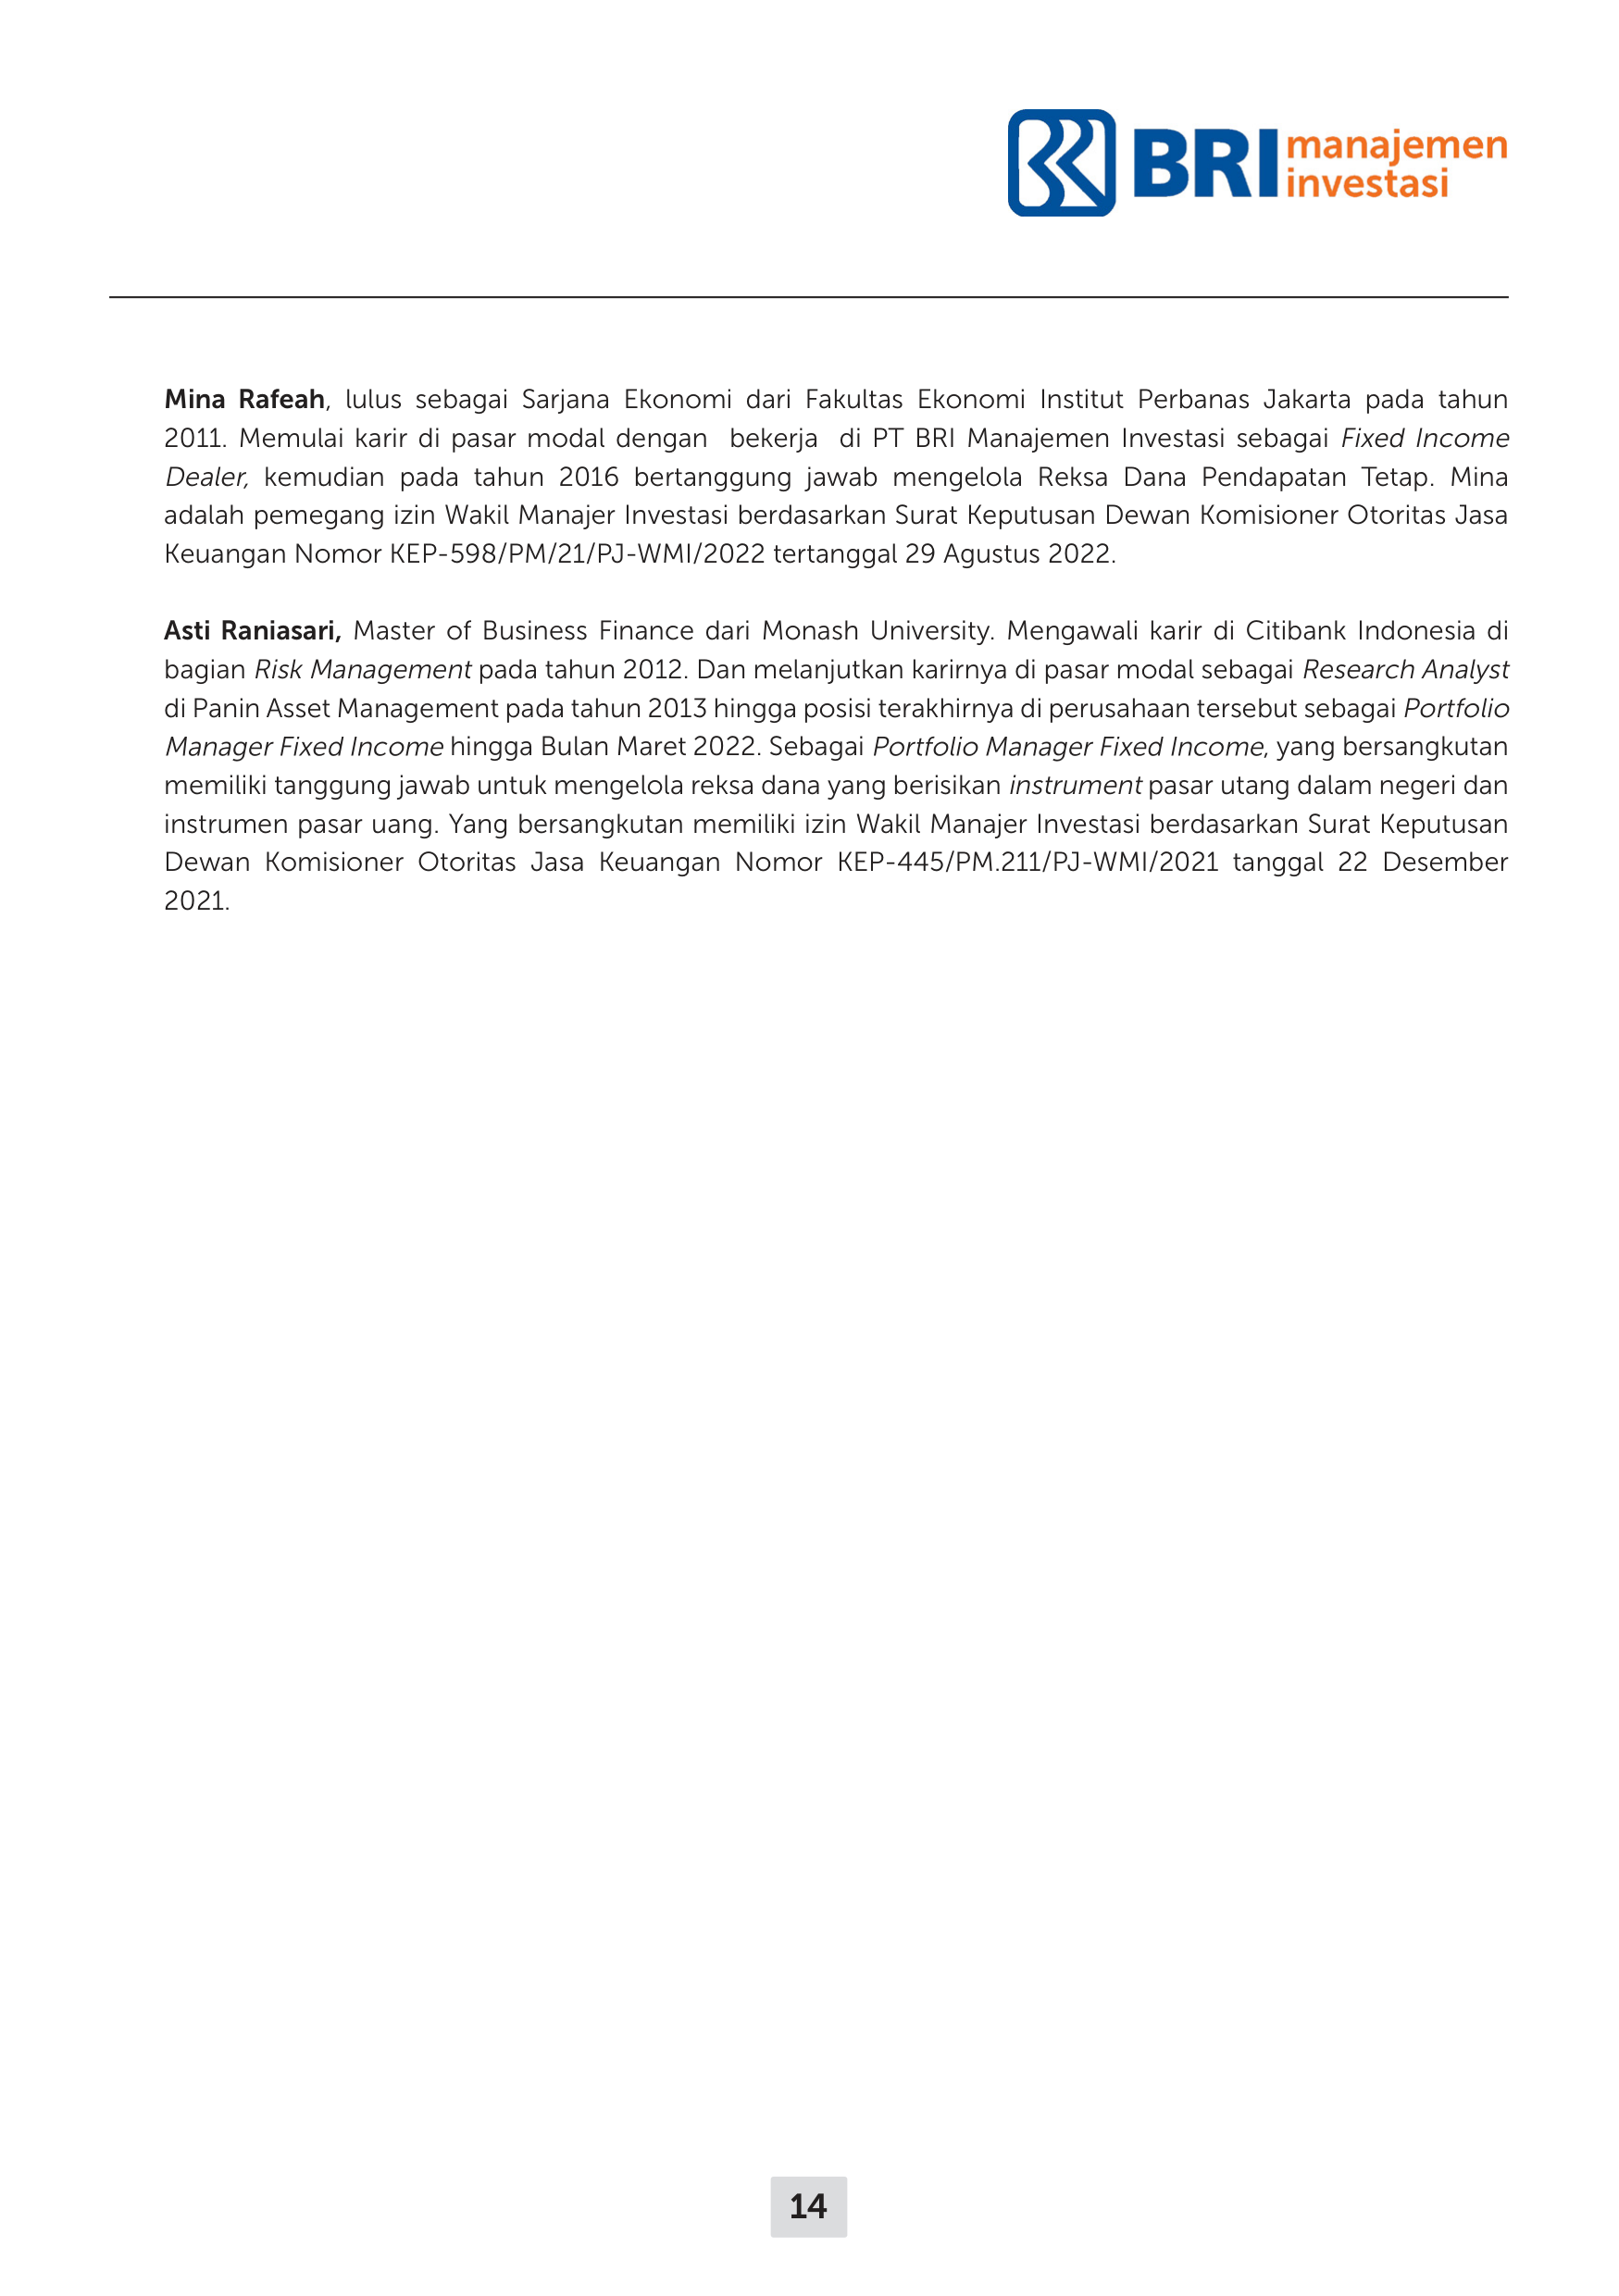 BRI manajemen
investasi
Mina Rafeah, lulus sebagai Sarjana Ekonomi dari Fakultas Ekonomi Institut Perbanas Jakarta pada tahun
2011. Memulai karir di pasar modal dengan bekerja di PT BRI Manajemen Investasi sebagai Fixed Income
Dealer, kemudian pada tahun 2016 bertanggung jawab mengelola Reksa Dana Pendapatan Tetap. Mina
adalah pemegang izin Wakil Manajer Investasi berdasarkan Surat Keputusan Dewan Komisioner Otoritas Jasa
Keuangan Nomor KEP-598/PM/21/PJ-WMI/2022 tertanggal 29 Agustus 2022.
Asti Raniasari, Master of Business Finance dari Monash University. Mengawali karir di Citibank Indonesia di
bagian Risk Management pada tahun 2012. Dan melanjutkan karirnya di pasar modal sebagai Research Analyst
di Panin Asset Management pada tahun 2013 hingga posisi terakhirnya di perusahaan tersebut sebagai Portfolio
Manager Fixed Income hingga Bulan Maret 2022. Sebagai Portfolio Manager Fixed Income, yang bersangkutan
memiliki tanggung jawab untuk mengelola reksa dana yang berisikan instrument pasar utang dalam negeri dan
instrumen pasar uang. Yang bersangkutan memiliki izin Wakil Manajer Investasi berdasarkan Surat Keputusan
Dewan Komisioner Otoritas Jasa Keuangan Nomor KEP-445/PM.211/PJ-WMI/2021 tanggal 22 Desember
2021.
14